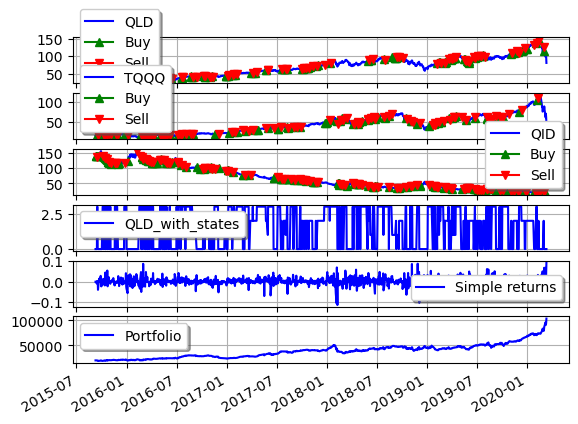 QLD
Buy
Sell
150
100
50
TQQQ
Buy
Sell
100
50
QID
Buy
Sell
150
100
50
QLD_with_states
2.5
0.0
Simple returns
0.1
0.0
−0.1
Portfolio
100000
50000
2015-07
2016-01
2016-07
2017-01
2017-07
2018-01
2018-07
2019-01
2019-07
2020-01